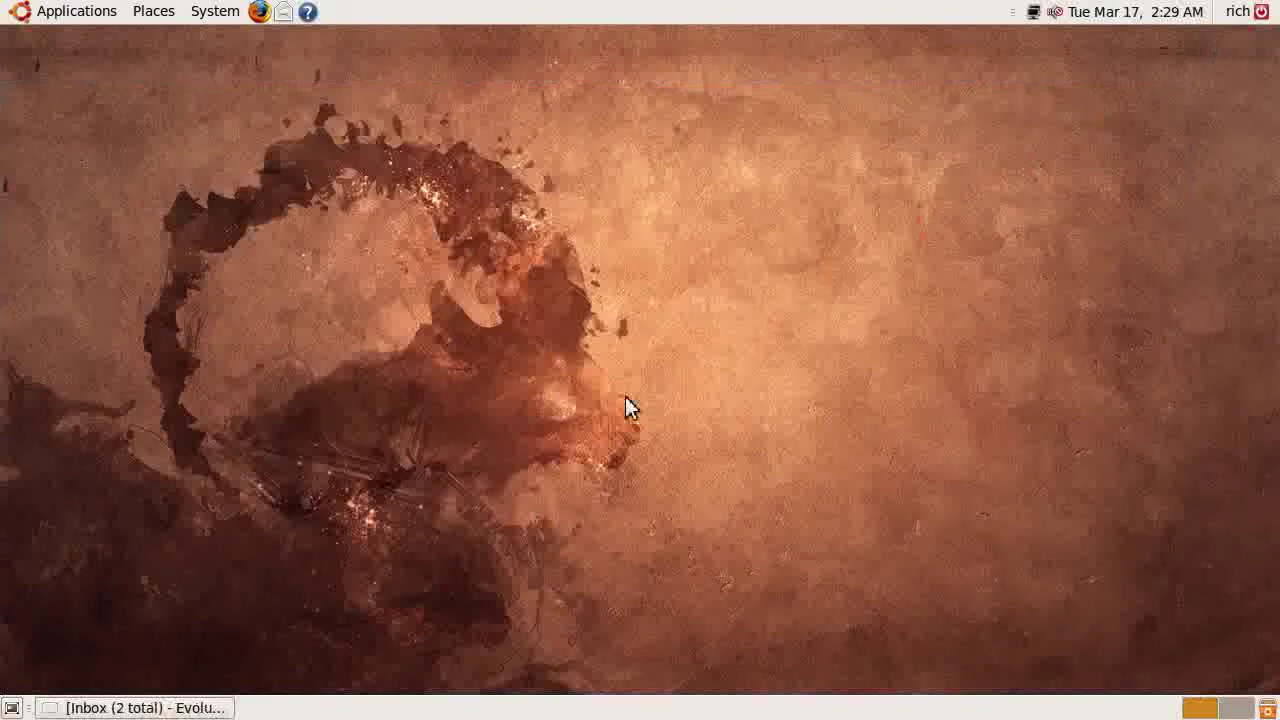 Applications Places System Tue Mar 17, 2:29 AM rich
[Inbox (2 total) - Evolu...